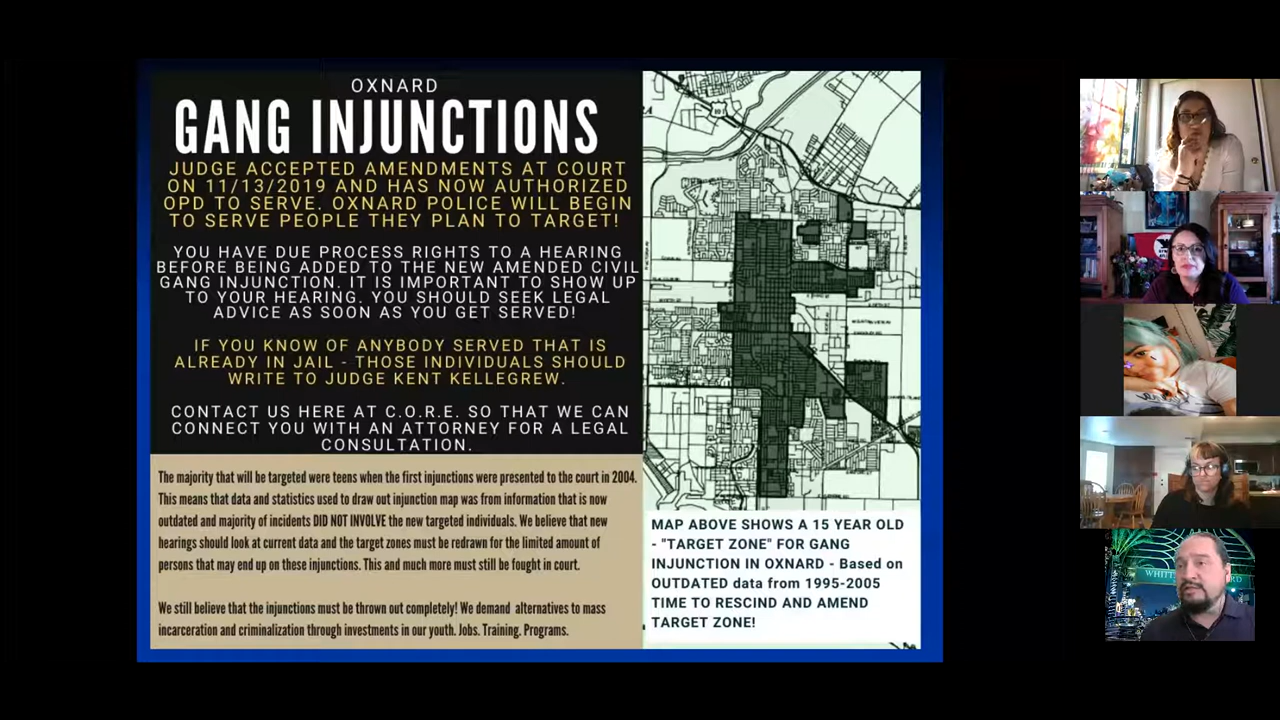 OXNARD
GANG INJUNCTIONS
JUDGE ACCEPTED AMENDMENTS AT COURT
ON 11/13/2019 AND HAS NOW AUTHORIZED
OPD TO SERVE. OXNARD POLICE WILL BEGIN
TO SERVE PEOPLE THEY PLAN TO TARGET!
YOU HAVE DUE PROCESS RIGHTS TO A HEARING
BEFORE BEING ADDED TO THE NEW AMENDED CIVIL
GANG INJUNCTION. IT IS IMPORTANT TO SHOW UP
TO YOUR HEARING. YOU SHOULD SEEK LEGAL
ADVICE AS SOON AS YOU GET SERVED!
IF YOU KNOW OF ANYBODY SERVED THAT IS
ALREADY IN JAIL - THOSE INDIVIDUALS SHOULD
WRITE TO JUDGE KENT KELLEGREW.
CONTACT US HERE AT C.O.R.E. SO THAT WE CAN
CONNECT YOU WITH AN ATTORNEY FOR A LEGAL
CONSULTATION.
The majority that will be targeted were teens when the first injunctions were presented to the court in 2004.
This means that data and statistics used to draw out injunction map was from information that is now
outdated and majority of incidents DID NOT INVOLVE the new targeted individuals. We believe that new
hearings should look at current data and the target zones must be redrawn for the limited amount of
persons that may end up on these injunctions. This and much more must still be fought in court.
We still believe that the injunctions must be thrown out completely! We demand alternatives to mass
incarceration and criminalization through investments in our youth. Jobs. Training. Programs.
MAP ABOVE SHOWS A 15 YEAR OLD
- "TARGET ZONE" FOR GANG
INJUNCTION IN OXNARD - Based on
OUTDATED data from 1995-2005
TIME TO RESCIND AND AMEND
TARGET ZONE!